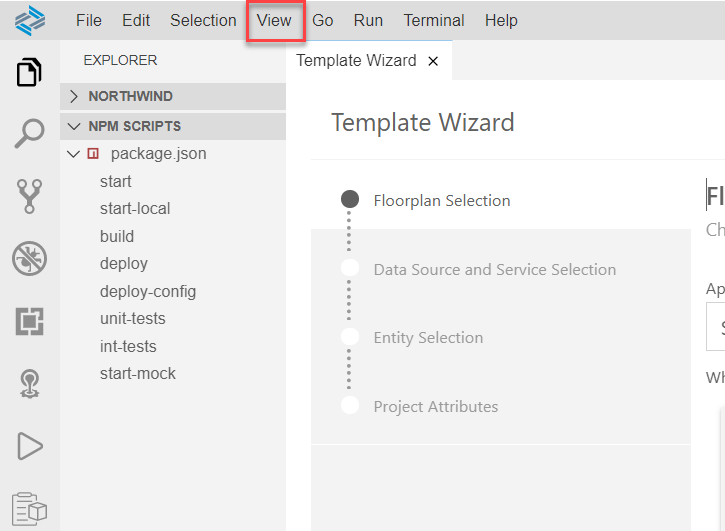 File Edit Selection View Go Run Terminal Help
EXPLORER
NORTHWIND
NPM SCRIPTS
package.json
start
start-local
build
deploy
deploy-config
unit-tests
int-tests
start-mock
Template Wizard
Template Wizard
Floorplan Selection
Data Source and Service Selection
Entity Selection
Project Attributes